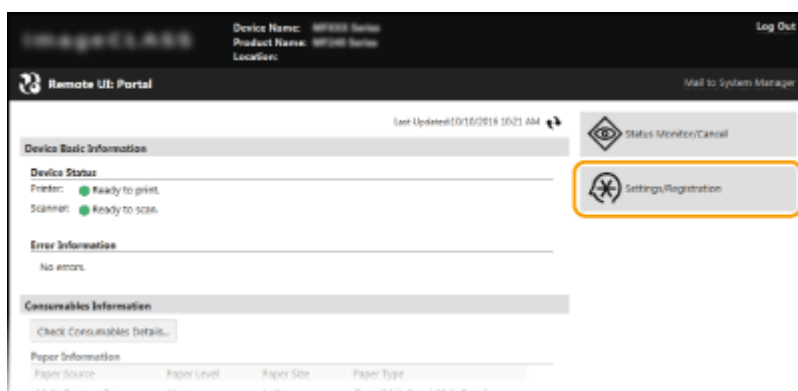 imageCLASS
Device Name: Series
Product Name: Series
Location:
Log Out
Remote UI: Portal
Mail to System Manager
Last Updated:10/10/2016 10:21 AM
Device Basic Information
Device Status
Printer: Ready to print.
Scanner: Ready to scan.
Error Information
No errors.
Consumables Information
Check Consumables Details...
Paper Information
Paper Source Paper Level Paper Size Paper Type
Status Monitor/Cancel
Settings/Registration